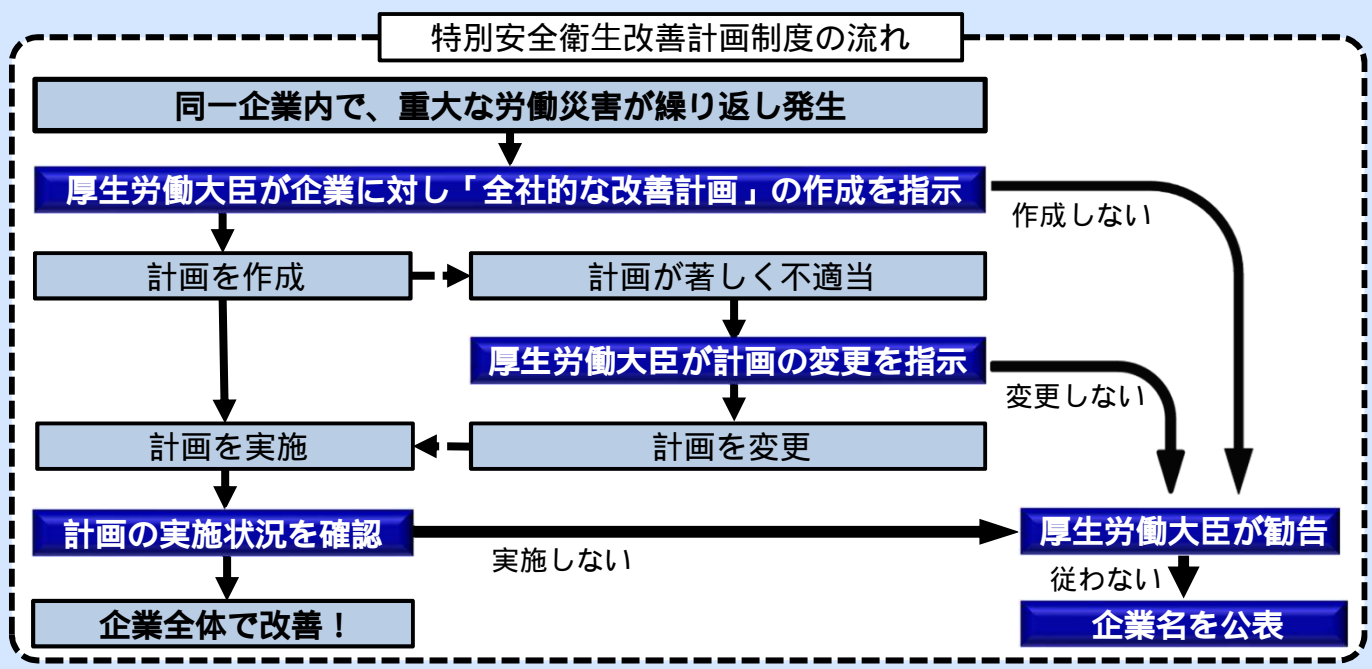 特別安全衛生改善計画制度の流れ
同一企業内で、重大な労働災害が繰り返し発生
厚生労働大臣が企業に対し「全社的な改善計画」の作成を指示
作成しない
計画を作成
計画が著しく不適当
厚生労働大臣が計画の変更を指示
変更しない
計画を実施
計画を変更
計画の実施状況を確認
実施しない
厚生労働大臣が勧告
従わない
企業全体で改善！
企業名を公表